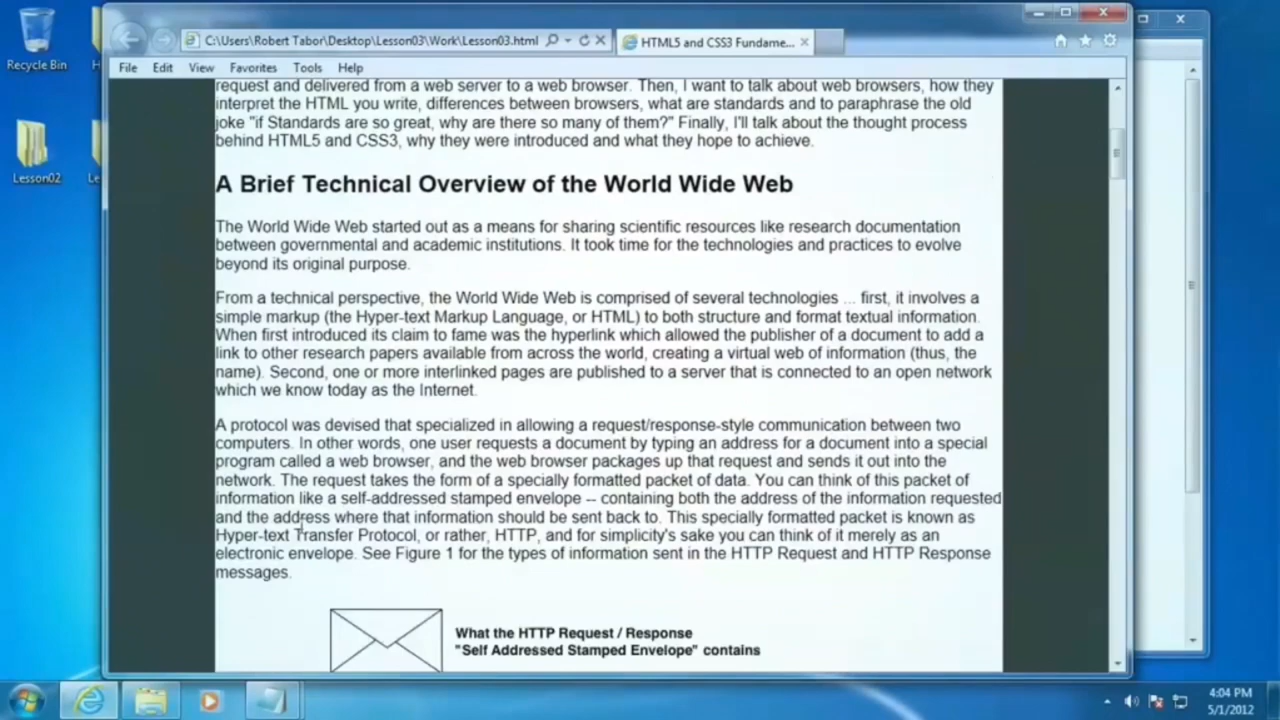 Recycle Bin
H
Lesson02
Le
C:\Users\Robert Tabor\Desktop\Lesson03\Work\Lesson03.html
HTML5 and CSS3 Fundame...
File Edit View Favorites Tools Help
request and delivered from a web server to a web browser. Then, I want to talk about web browsers, how they
interpret the HTML you write, differences between browsers, what are standards and to paraphrase the old
joke "if Standards are so great, why are there so many of them?" Finally, I'll talk about the thought process
behind HTML5 and CSS3, why they were introduced and what they hope to achieve.
A Brief Technical Overview of the World Wide Web
The World Wide Web started out as a means for sharing scientific resources like research documentation
between governmental and academic institutions. It took time for the technologies and practices to evolve
beyond its original purpose.
From a technical perspective, the World Wide Web is comprised of several technologies ... first, it involves a
simple markup (the Hyper-text Markup Language, or HTML) to both structure and format textual information.
When first introduced its claim to fame was the hyperlink which allowed the publisher of a document to add a
link to other research papers available from across the world, creating a virtual web of information (thus, the
name). Second, one or more interlinked pages are published to a server that is connected to an open network
which we know today as the Internet.
A protocol was devised that specialized in allowing a request/response-style communication between two
computers. In other words, one user requests a document by typing an address for a document into a special
program called a web browser, and the web browser packages up that request and sends it out into the
network. The request takes the form of a specially formatted packet of data. You can think of this packet of
information like a self-addressed stamped envelope -- containing both the address of the information requested
and the address where that information should be sent back to. This specially formatted packet is known as
Hyper-text Transfer Protocol, or rather, HTTP, and for simplicity's sake you can think of it merely as an
electronic envelope. See Figure 1 for the types of information sent in the HTTP Request and HTTP Response
messages.
What the HTTP Request / Response
"Self Addressed Stamped Envelope" contains
4:04 PM
5/1/2012